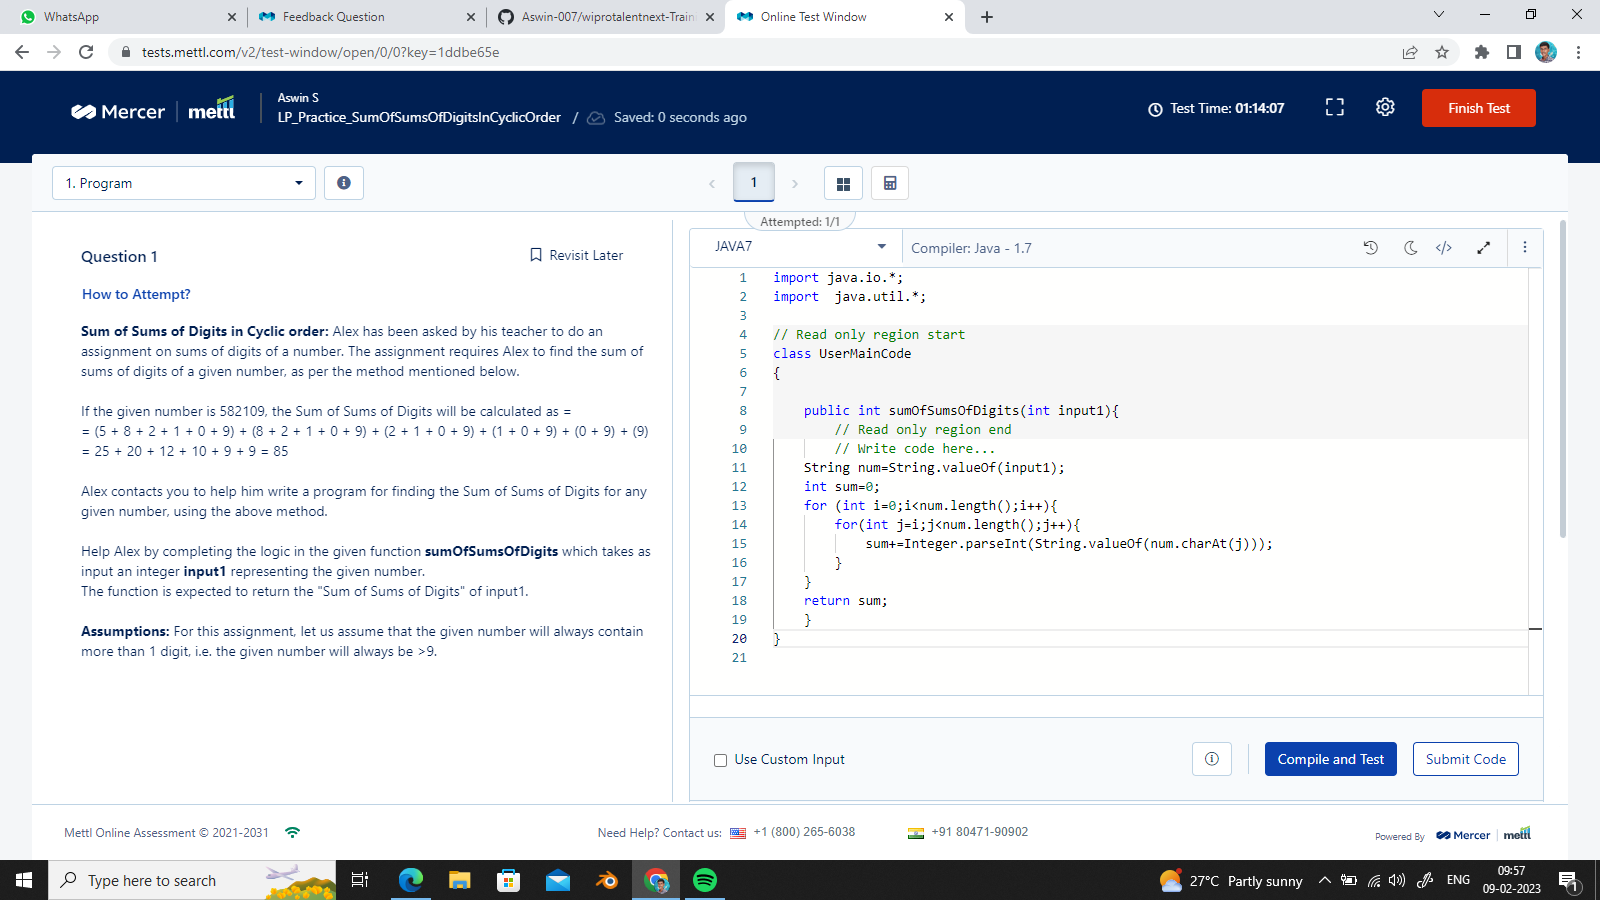 WhatsApp
Feedback Question
Aswin-007/wiprotalentnext-Train
Online Test Window
tests.mettl.com/v2/test-window/open/0/0?key=1ddbe65e
Mercer mettl
Aswin S
LP_Practice_SumOfSumsOfDigitsInCyclicOrder / Saved: 0 seconds ago
Test Time: 01:14:07
Finish Test
1. Program
1
Attempted: 1/1
Question 1
Revisit Later
How to Attempt?
Sum of Sums of Digits in Cyclic order: Alex has been asked by his teacher to do an
assignment on sums of digits of a number. The assignment requires Alex to find the sum of
sums of digits of a given number, as per the method mentioned below.
If the given number is 582109, the Sum of Sums of Digits will be calculated as =
= (5 + 8 + 2 + 1 + 0 + 9) + (8 + 2 + 1 + 0 + 9) + (2 + 1 + 0 + 9) + (1 + 0 + 9) + (0 + 9) + (9)
= 25 + 20 + 12 + 10 + 9 + 9 = 85
Alex contacts you to help him write a program for finding the Sum of Sums of Digits for any
given number, using the above method.
Help Alex by completing the logic in the given function sumOfSumsOfDigits which takes as
input an integer input1 representing the given number.
The function is expected to return the "Sum of Sums of Digits" of input1.
Assumptions: For this assignment, let us assume that the given number will always contain
more than 1 digit, i.e. the given number will always be >9.
JAVA7
Compiler: Java - 1.7
1 import java.io.*;
2 import  java.util.*;
3
4 // Read only region start
5 class UserMainCode
6 {
7
8     public int sumOfSumsOfDigits(int input1){
9         // Read only region end
10         // Write code here...
11     String num=String.valueOf(input1);
12     int sum=0;
13     for (int i=0;i<num.length();i++){
14         for(int j=i;j<num.length();j++){
15             sum+=Integer.parseInt(String.valueOf(num.charAt(j)));
16         }
17     }
18     return sum;
19     }
20 }
21
Use Custom Input
Compile and Test
Submit Code
Mettl Online Assessment © 2021-2031
Need Help? Contact us: +1 (800) 265-6038
+91 80471-90902
Powered By Mercer mettl
Type here to search
27°C Partly sunny
ENG
09:57
09-02-2023
1